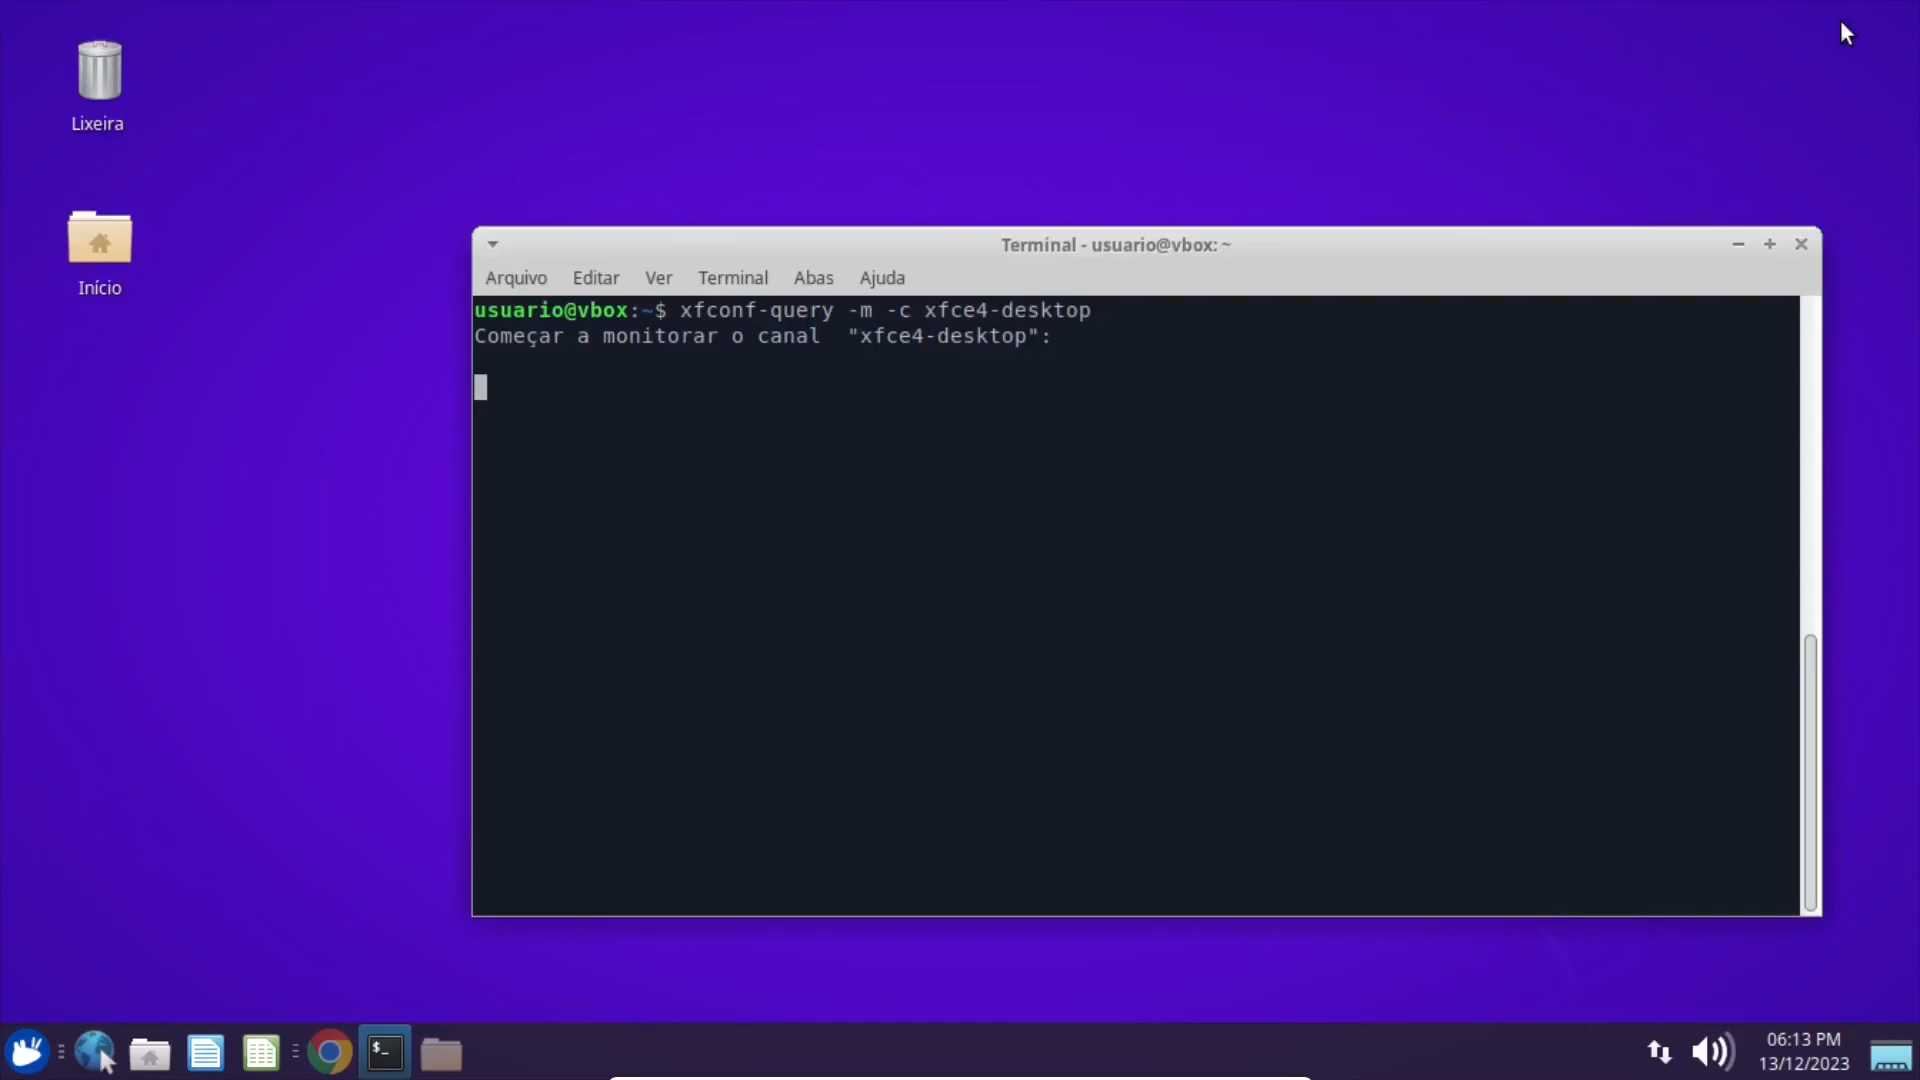 Lixeira
Início
Terminal - usuario@vbox: ~
Arquivo Editar Ver Terminal Abas Ajuda
usuario@vbox:~$ xfconf-query -m -c xfce4-desktop
Começar a monitorar o canal  "xfce4-desktop":
$_
06:13 PM
13/12/2023